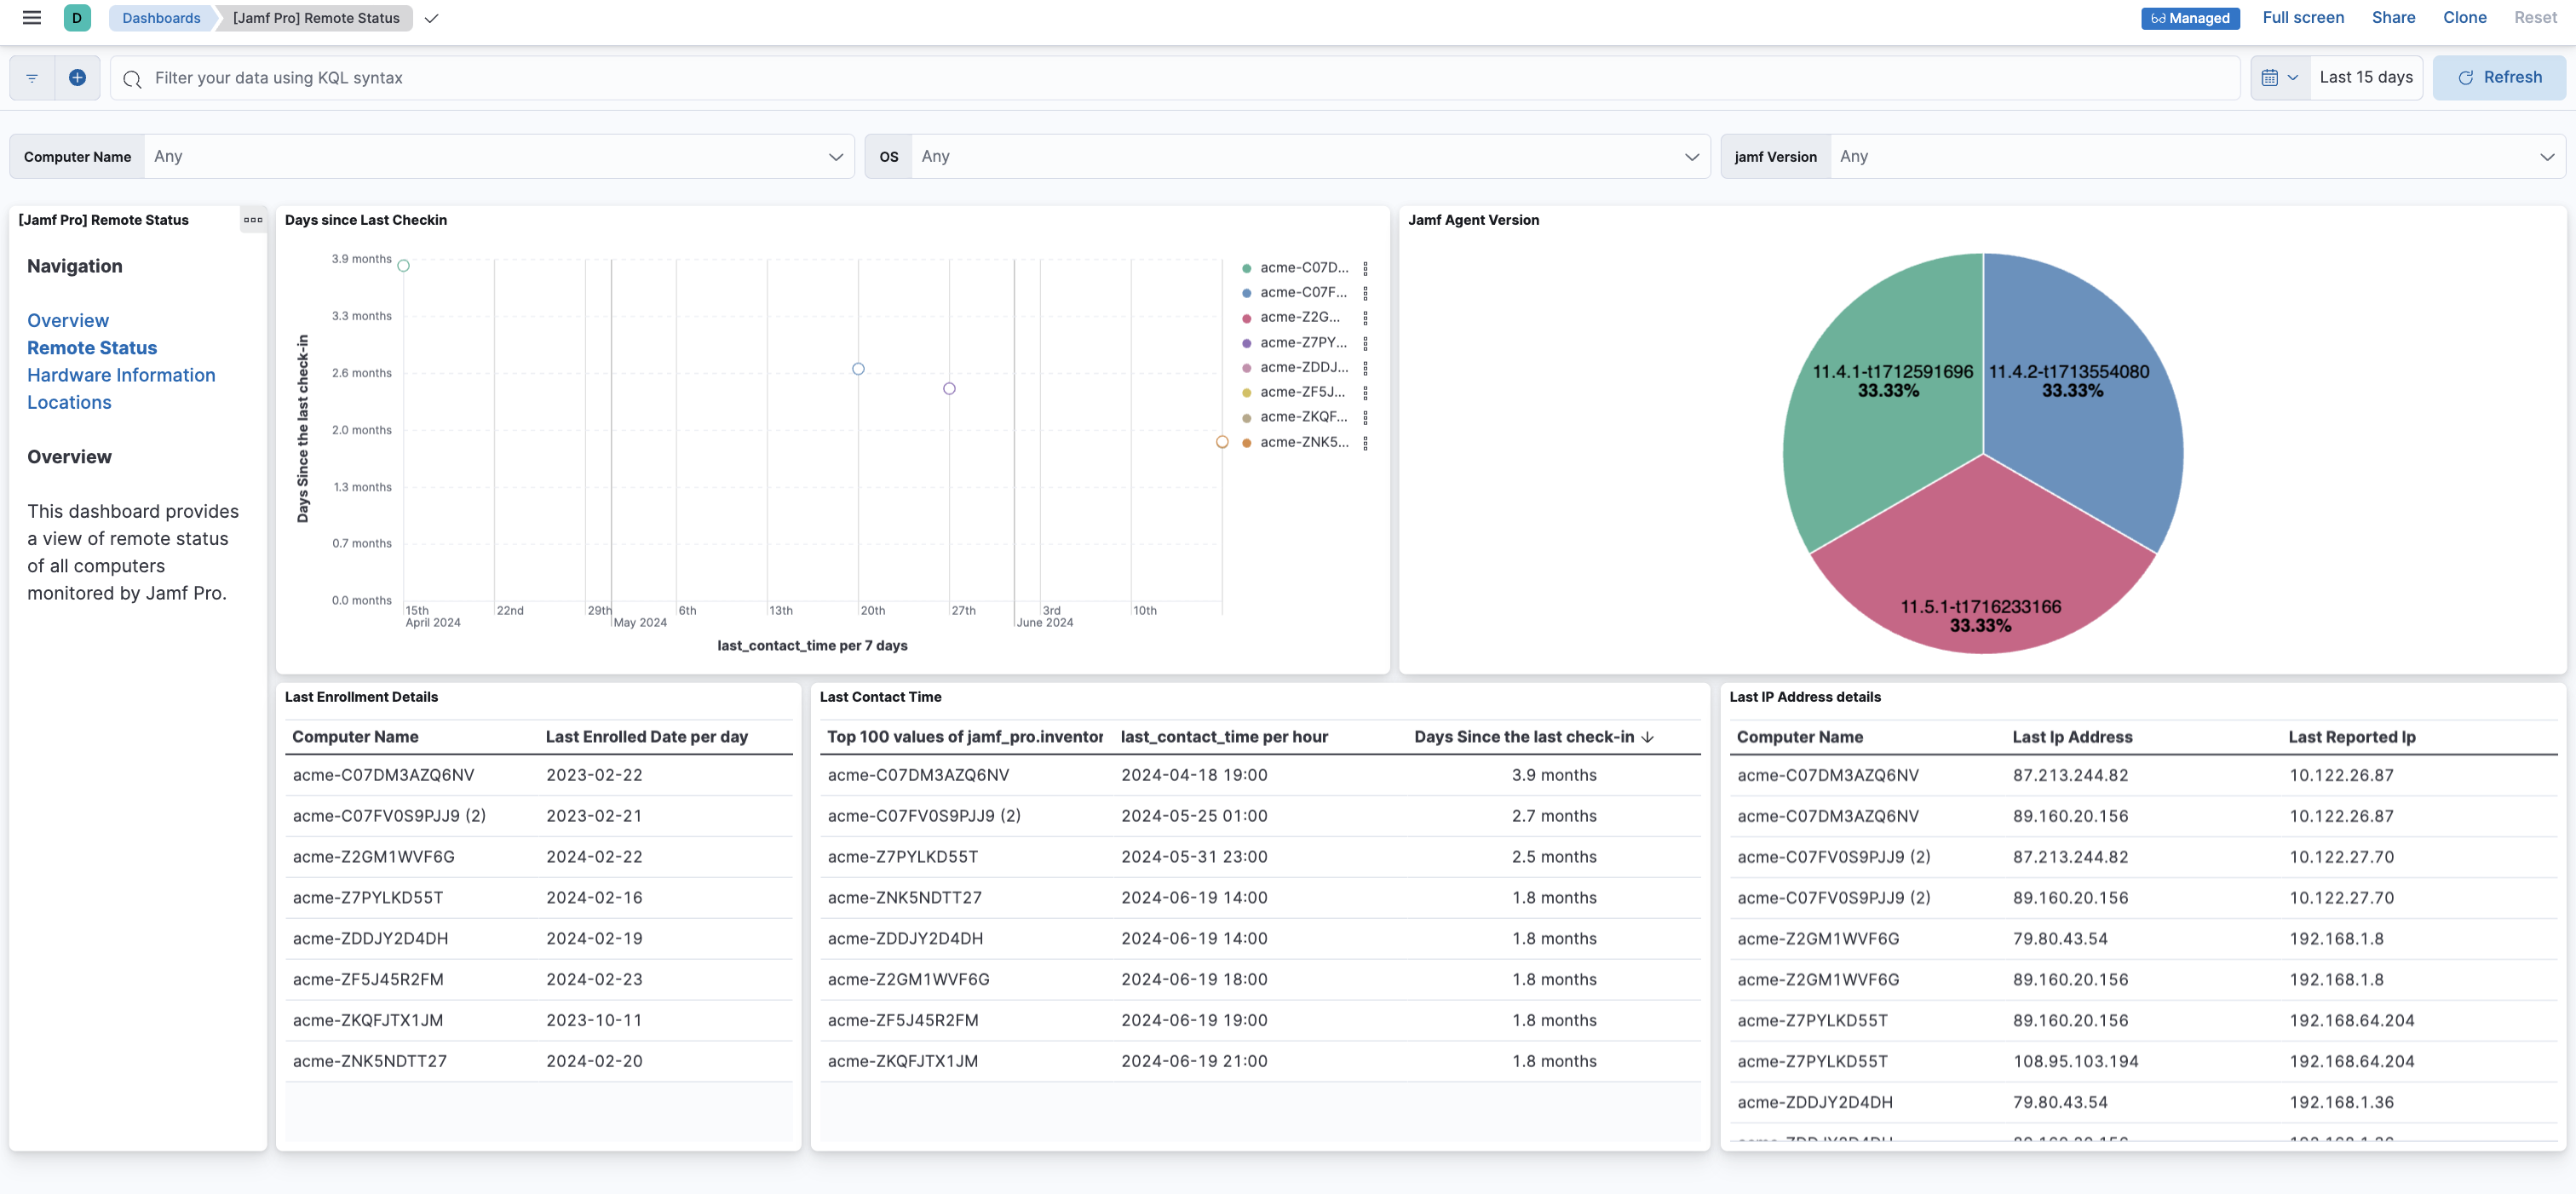 D Dashboards [Jamf Pro] Remote Status Managed Full screen Share Clone Reset
Filter your data using KQL syntax Last 15 days Refresh
Computer Name Any OS Any jamf Version Any
[Jamf Pro] Remote Status
Navigation
Overview
Remote Status
Hardware Information
Locations
Overview
This dashboard provides
a view of remote status
of all computers
monitored by Jamf Pro.
Days since Last Checkin
Days Since the last check-in
3.9 months
3.3 months
2.6 months
2.0 months
1.3 months
0.7 months
0.0 months
15th 22nd 29th 6th 13th 20th 27th 3rd 10th
April 2024 May 2024 June 2024
last_contact_time per 7 days
acme-C07D...
acme-C07F...
acme-Z2G...
acme-Z7PY...
acme-ZDDJ...
acme-ZF5J...
acme-ZKQF...
acme-ZNK5...
Jamf Agent Version
11.4.1-t1712591696 11.4.2-t1713554080
33.33% 33.33%
11.5.1-t1716233166
33.33%
Last Enrollment Details
Computer Name Last Enrolled Date per day
acme-C07DM3AZQ6NV 2023-02-22
acme-C07FV0S9PJJ9 (2) 2023-02-21
acme-Z2GM1WVF6G 2024-02-22
acme-Z7PYLKD55T 2024-02-16
acme-ZDDJY2D4DH 2024-02-19
acme-ZF5J45R2FM 2024-02-23
acme-ZKQFJTX1JM 2023-10-11
acme-ZNK5NDTT27 2024-02-20
Last Contact Time
Top 100 values of jamf_pro.inventor last_contact_time per hour Days Since the last check-in ↓
acme-C07DM3AZQ6NV 2024-04-18 19:00 3.9 months
acme-C07FV0S9PJJ9 (2) 2024-05-25 01:00 2.7 months
acme-Z7PYLKD55T 2024-05-31 23:00 2.5 months
acme-ZNK5NDTT27 2024-06-19 14:00 1.8 months
acme-ZDDJY2D4DH 2024-06-19 14:00 1.8 months
acme-Z2GM1WVF6G 2024-06-19 18:00 1.8 months
acme-ZF5J45R2FM 2024-06-19 19:00 1.8 months
acme-ZKQFJTX1JM 2024-06-19 21:00 1.8 months
Last IP Address details
Computer Name Last Ip Address Last Reported Ip
acme-C07DM3AZQ6NV 87.213.244.82 10.122.26.87
acme-C07DM3AZQ6NV 89.160.20.156 10.122.26.87
acme-C07FV0S9PJJ9 (2) 87.213.244.82 10.122.27.70
acme-C07FV0S9PJJ9 (2) 89.160.20.156 10.122.27.70
acme-Z2GM1WVF6G 79.80.43.54 192.168.1.8
acme-Z2GM1WVF6G 89.160.20.156 192.168.1.8
acme-Z7PYLKD55T 89.160.20.156 192.168.64.204
acme-Z7PYLKD55T 108.95.103.194 192.168.64.204
acme-ZDDJY2D4DH 79.80.43.54 192.168.1.36